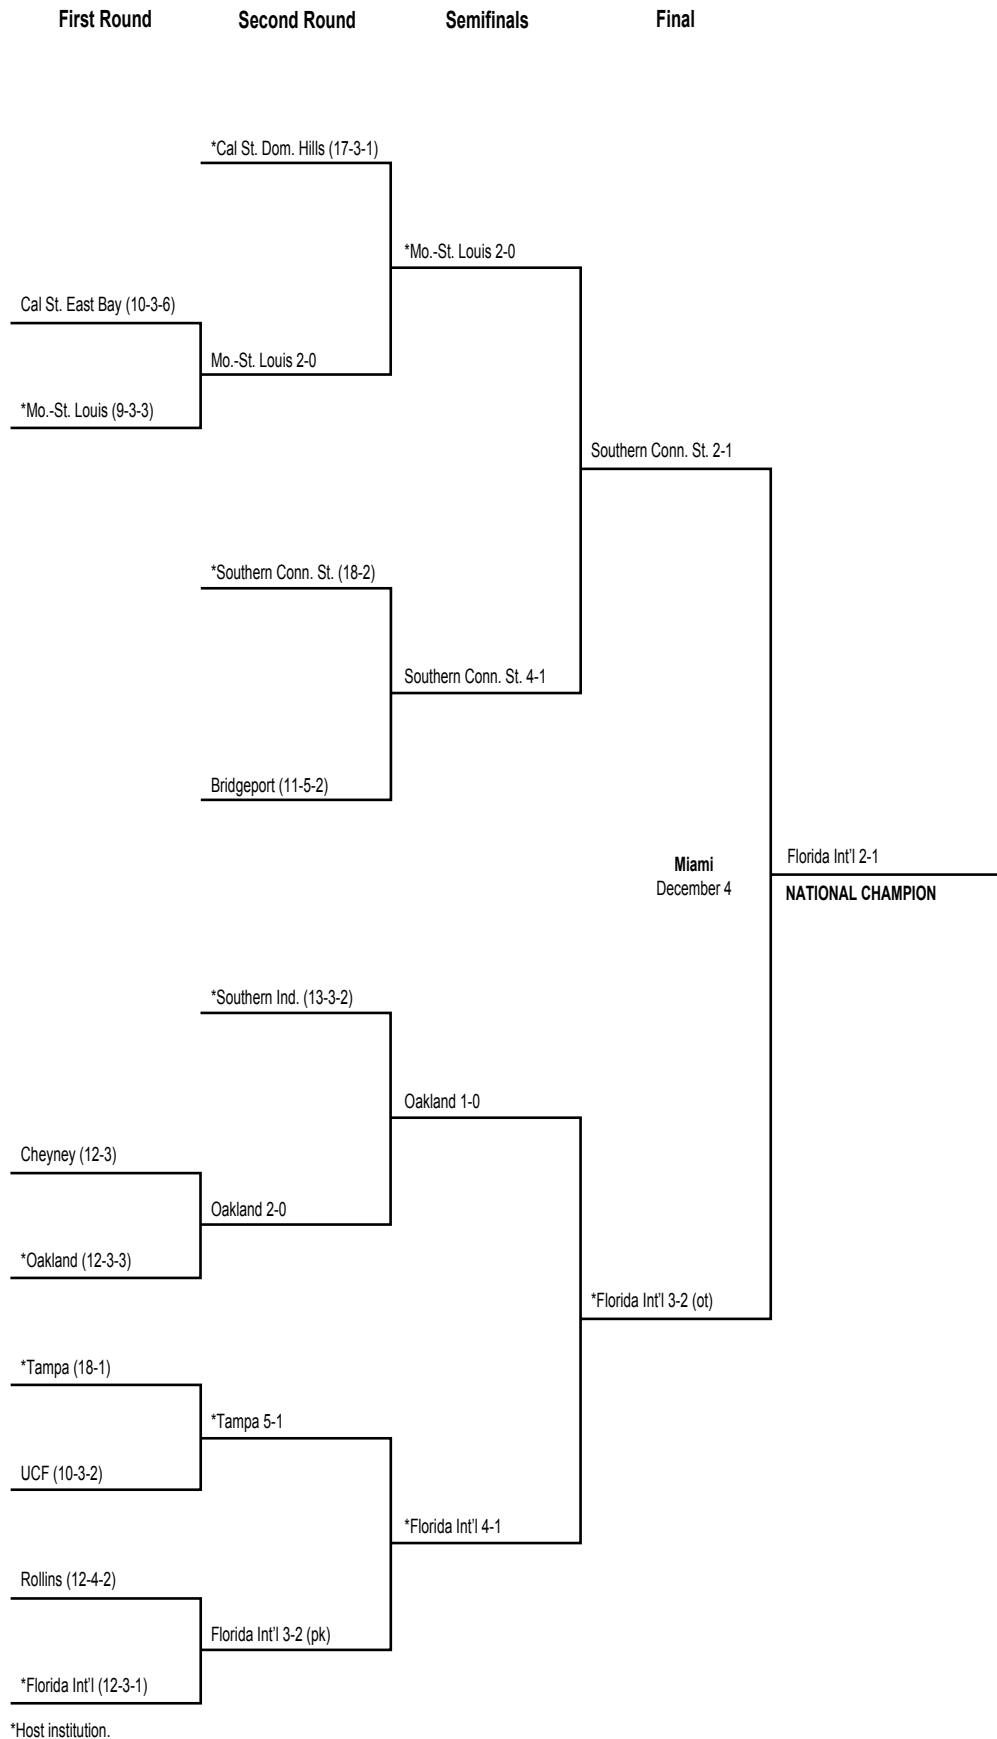 First Round Second Round Semifinals Final
*Cal St. Dom. Hills (17-3-1)
*Mo.-St. Louis 2-0
Cal St. East Bay (10-3-6)
Mo.-St. Louis 2-0
*Mo.-St. Louis (9-3-3)
Southern Conn. St. 2-1
*Southern Conn. St. (18-2)
Southern Conn. St. 4-1
Bridgeport (11-5-2)
Miami
December 4
Florida Int'l 2-1
NATIONAL CHAMPION
*Southern Ind. (13-3-2)
Oakland 1-0
Cheyney (12-3)
Oakland 2-0
*Oakland (12-3-3)
*Florida Int'l 3-2 (ot)
*Tampa (18-1)
*Tampa 5-1
UCF (10-3-2)
*Florida Int'l 4-1
Rollins (12-4-2)
Florida Int'l 3-2 (pk)
*Florida Int'l (12-3-1)
*Host institution.